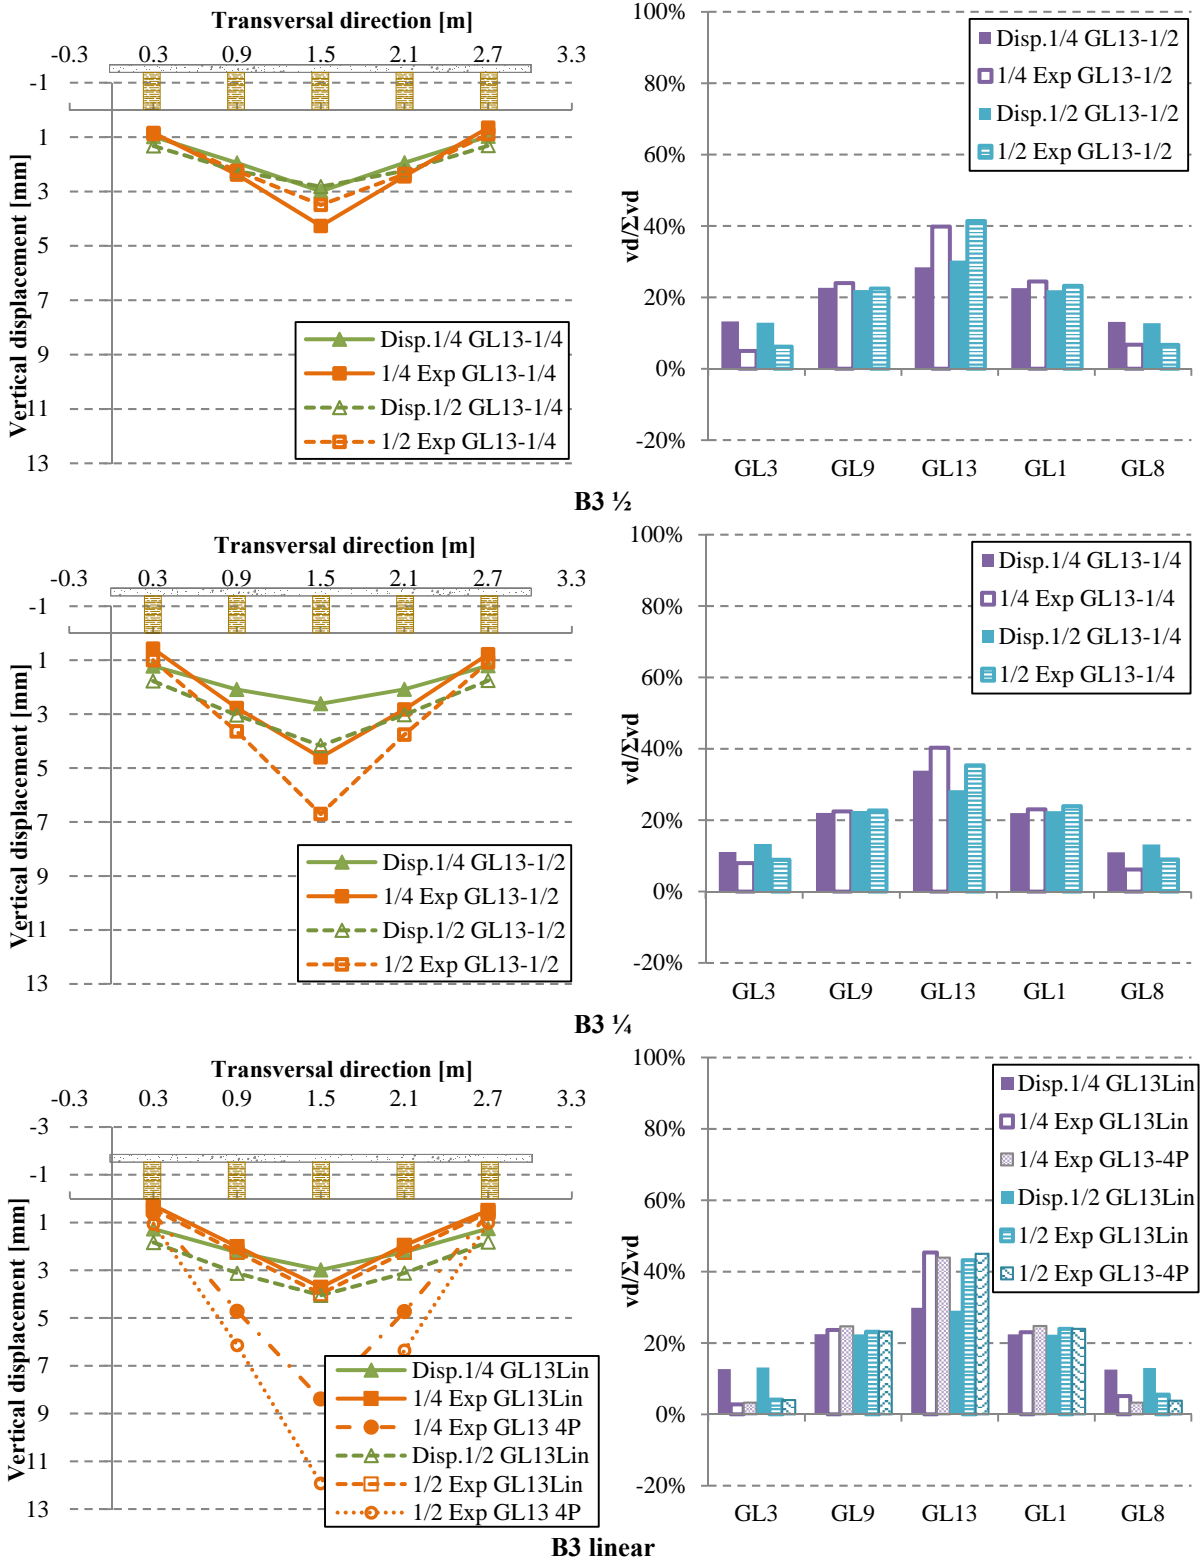 Transversal direction [m]
-0.3 0.3 0.9 1.5 2.1 2.7 3.3
-1
1
3
5
7
9
11
13
Vertical displacement [mm]
Disp.1/4 GL13-1/4
1/4 Exp GL13-1/4
Disp.1/2 GL13-1/4
1/2 Exp GL13-1/4
100%
80%
60%
40%
20%
0%
-20%
vd/Σvd
Disp.1/4 GL13-1/2
1/4 Exp GL13-1/2
Disp.1/2 GL13-1/2
1/2 Exp GL13-1/2
GL3 GL9 GL13 GL1 GL8
B3 ½
Transversal direction [m]
-0.3 0.3 0.9 1.5 2.1 2.7 3.3
-1
1
3
5
7
9
11
13
Vertical displacement [mm]
Disp.1/4 GL13-1/2
1/4 Exp GL13-1/2
Disp.1/2 GL13-1/2
1/2 Exp GL13-1/2
100%
80%
60%
40%
20%
0%
-20%
vd/Σvd
Disp.1/4 GL13-1/4
1/4 Exp GL13-1/4
Disp.1/2 GL13-1/4
1/2 Exp GL13-1/4
GL3 GL9 GL13 GL1 GL8
B3 ¼
Transversal direction [m]
-0.3 0.3 0.9 1.5 2.1 2.7 3.3
-3
-1
1
3
5
7
9
11
13
Vertical displacement [mm]
Disp.1/4 GL13Lin
1/4 Exp GL13Lin
1/4 Exp GL13 4P
Disp.1/2 GL13Lin
1/2 Exp GL13Lin
1/2 Exp GL13 4P
100%
80%
60%
40%
20%
0%
-20%
vd/Σvd
Disp.1/4 GL13Lin
1/4 Exp GL13Lin
1/4 Exp GL13-4P
Disp.1/2 GL13Lin
1/2 Exp GL13Lin
1/2 Exp GL13-4P
GL3 GL9 GL13 GL1 GL8
B3 linear